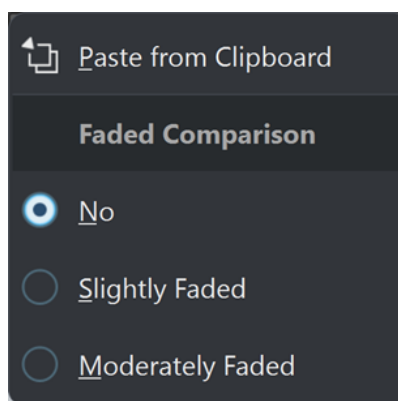 Paste from Clipboard
Faded Comparison
No
Slightly Faded
Moderately Faded